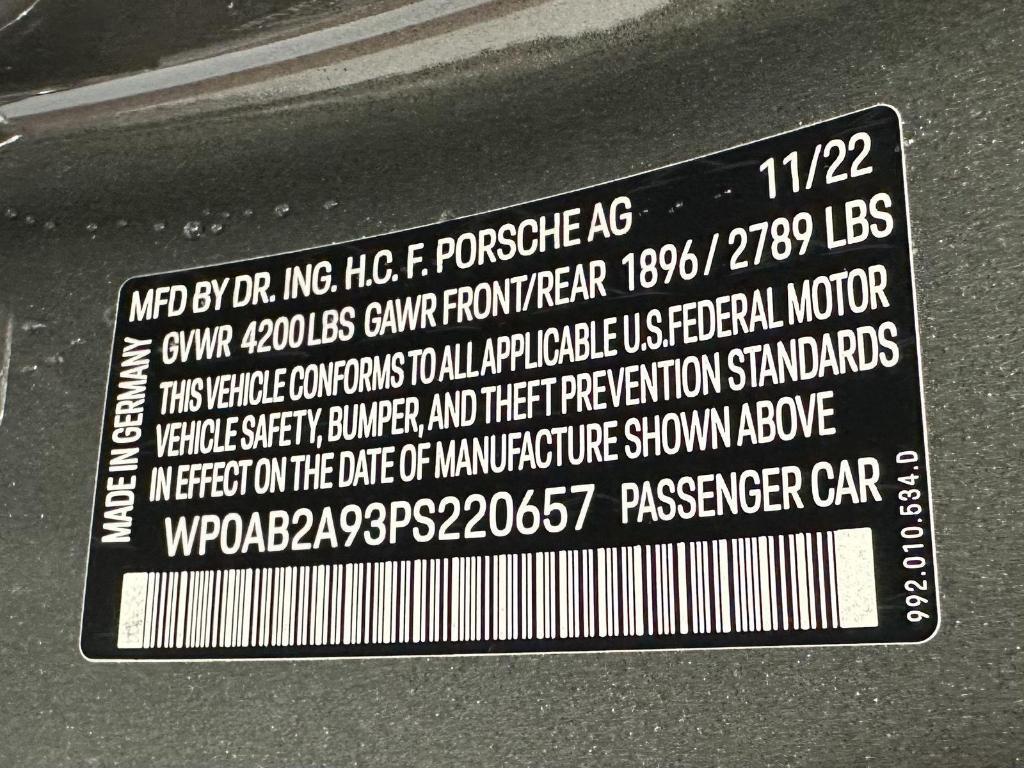 MFD BY DR. ING. H.C. F. PORSCHE AG 11/22
GVWR 4200 LBS GAWR FRONT/REAR 1896 / 2789 LBS
THIS VEHICLE CONFORMS TO ALL APPLICABLE U.S.FEDERAL MOTOR
VEHICLE SAFETY, BUMPER, AND THEFT PREVENTION STANDARDS
IN EFFECT ON THE DATE OF MANUFACTURE SHOWN ABOVE
WP0AB2A93PS220657 PASSENGER CAR
MADE IN GERMANY
992.010.534.D